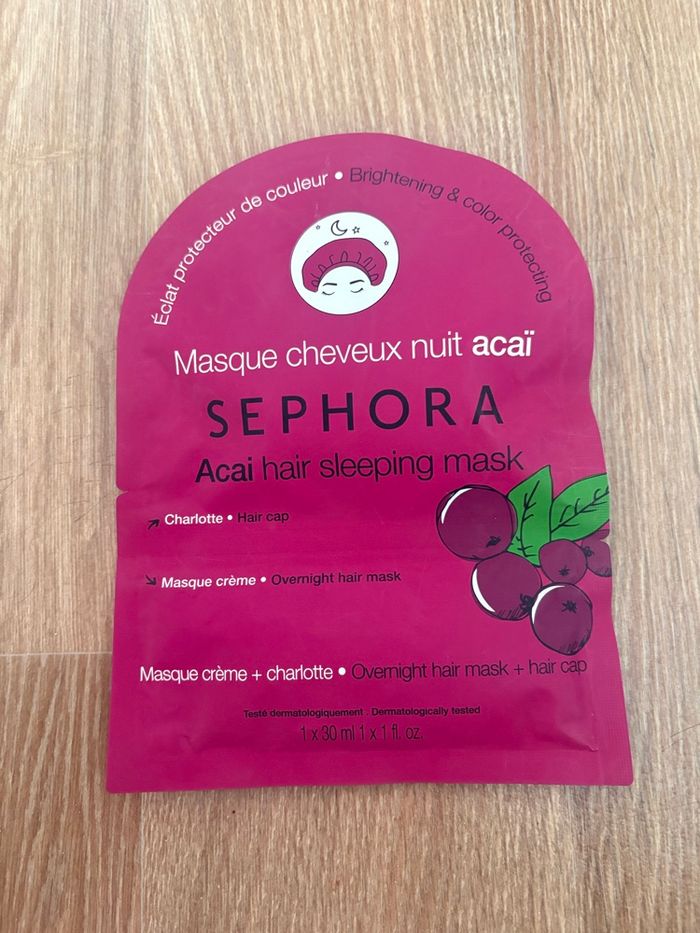 Éclat protecteur de couleur • Brightening & color protecting
Masque cheveux nuit acaï
SEPHORA
Acai hair sleeping mask
Charlotte • Hair cap
Masque crème • Overnight hair mask
Masque crème + charlotte • Overnight hair mask + hair cap
Testé dermatologiquement . Dermatologically tested
1 x 30 ml 1 x 1 fl. oz.